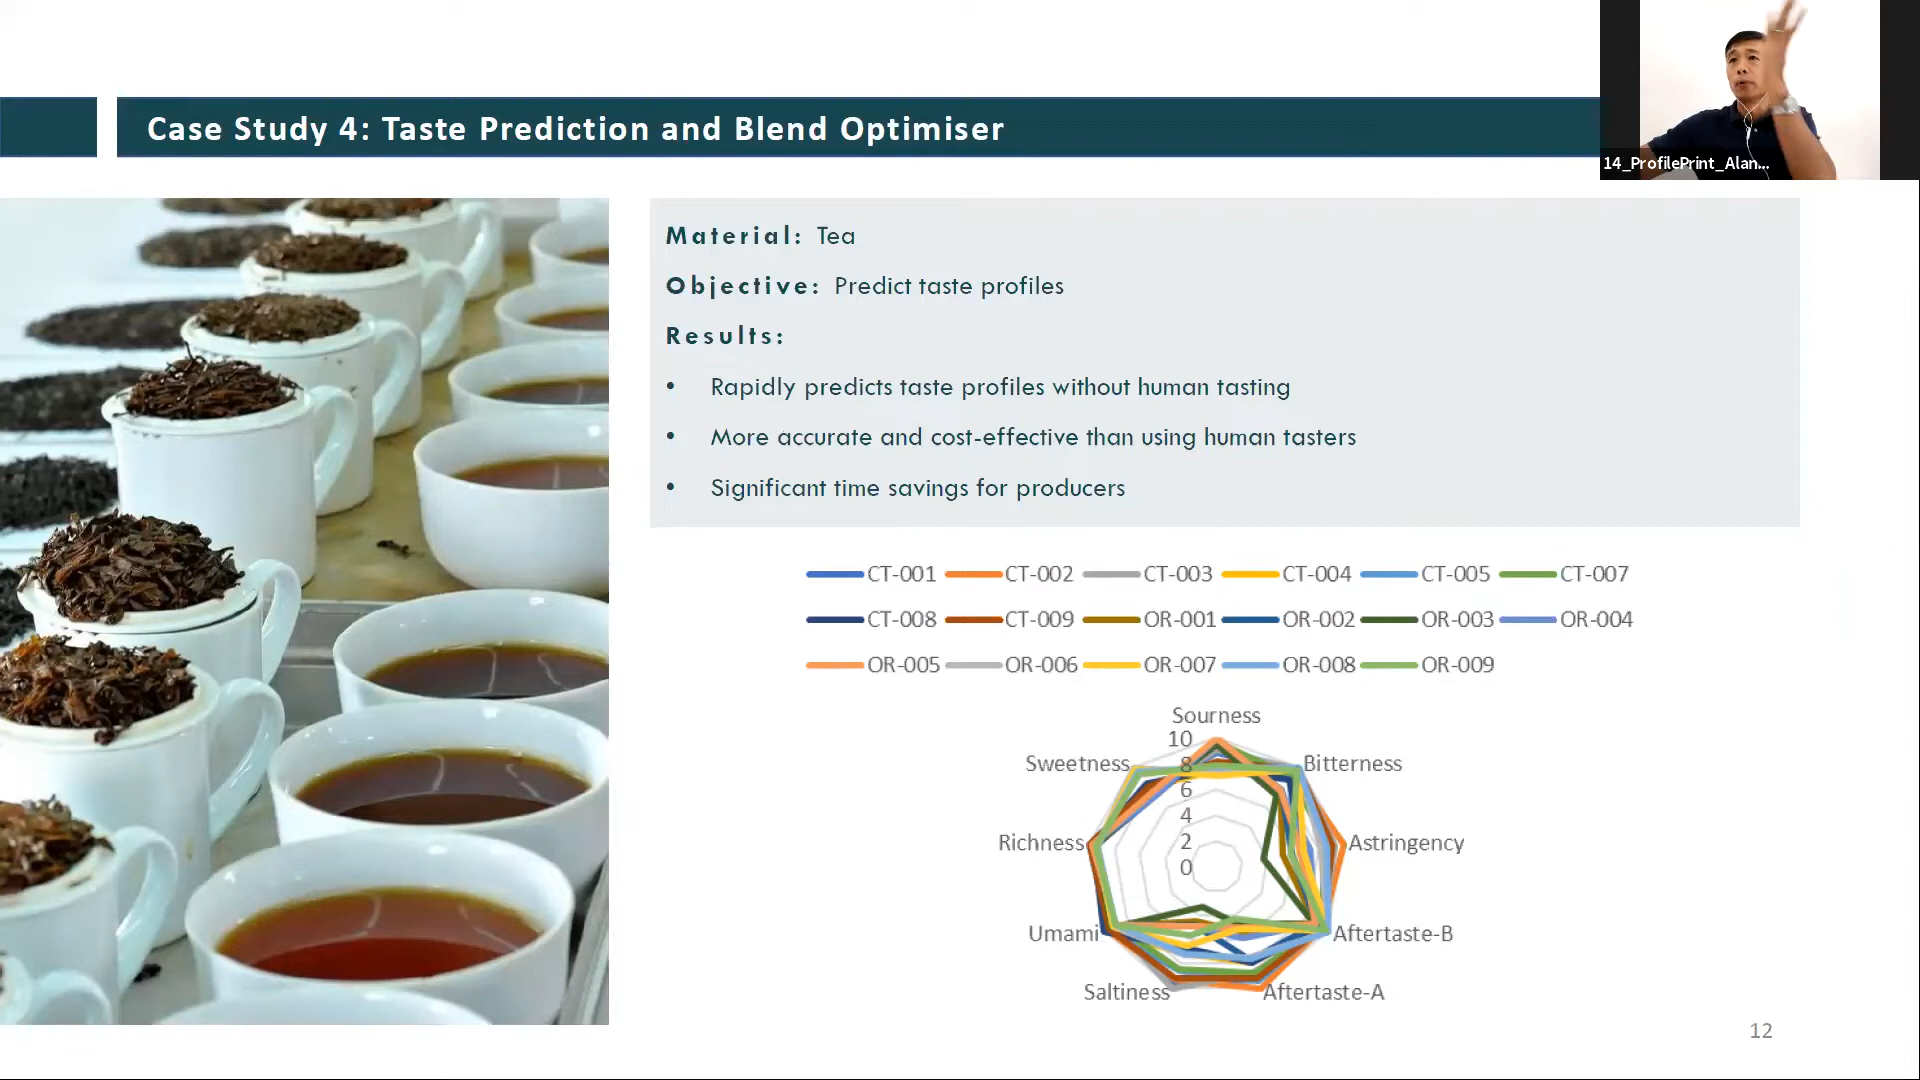 Case Study 4: Taste Prediction and Blend Optimiser
14_ProfilePrint_Alan...
Material: Tea
Objective: Predict taste profiles
Results:
• Rapidly predicts taste profiles without human tasting
• More accurate and cost-effective than using human tasters
• Significant time savings for producers
CT-001 CT-002 CT-003 CT-004 CT-005 CT-007
CT-008 CT-009 OR-001 OR-002 OR-003 OR-004
OR-005 OR-006 OR-007 OR-008 OR-009
Sourness
10
Sweetness 8 Bitterness
6
4
Richness 2 Astringency
0
Umami Aftertaste-B
Saltiness Aftertaste-A
12